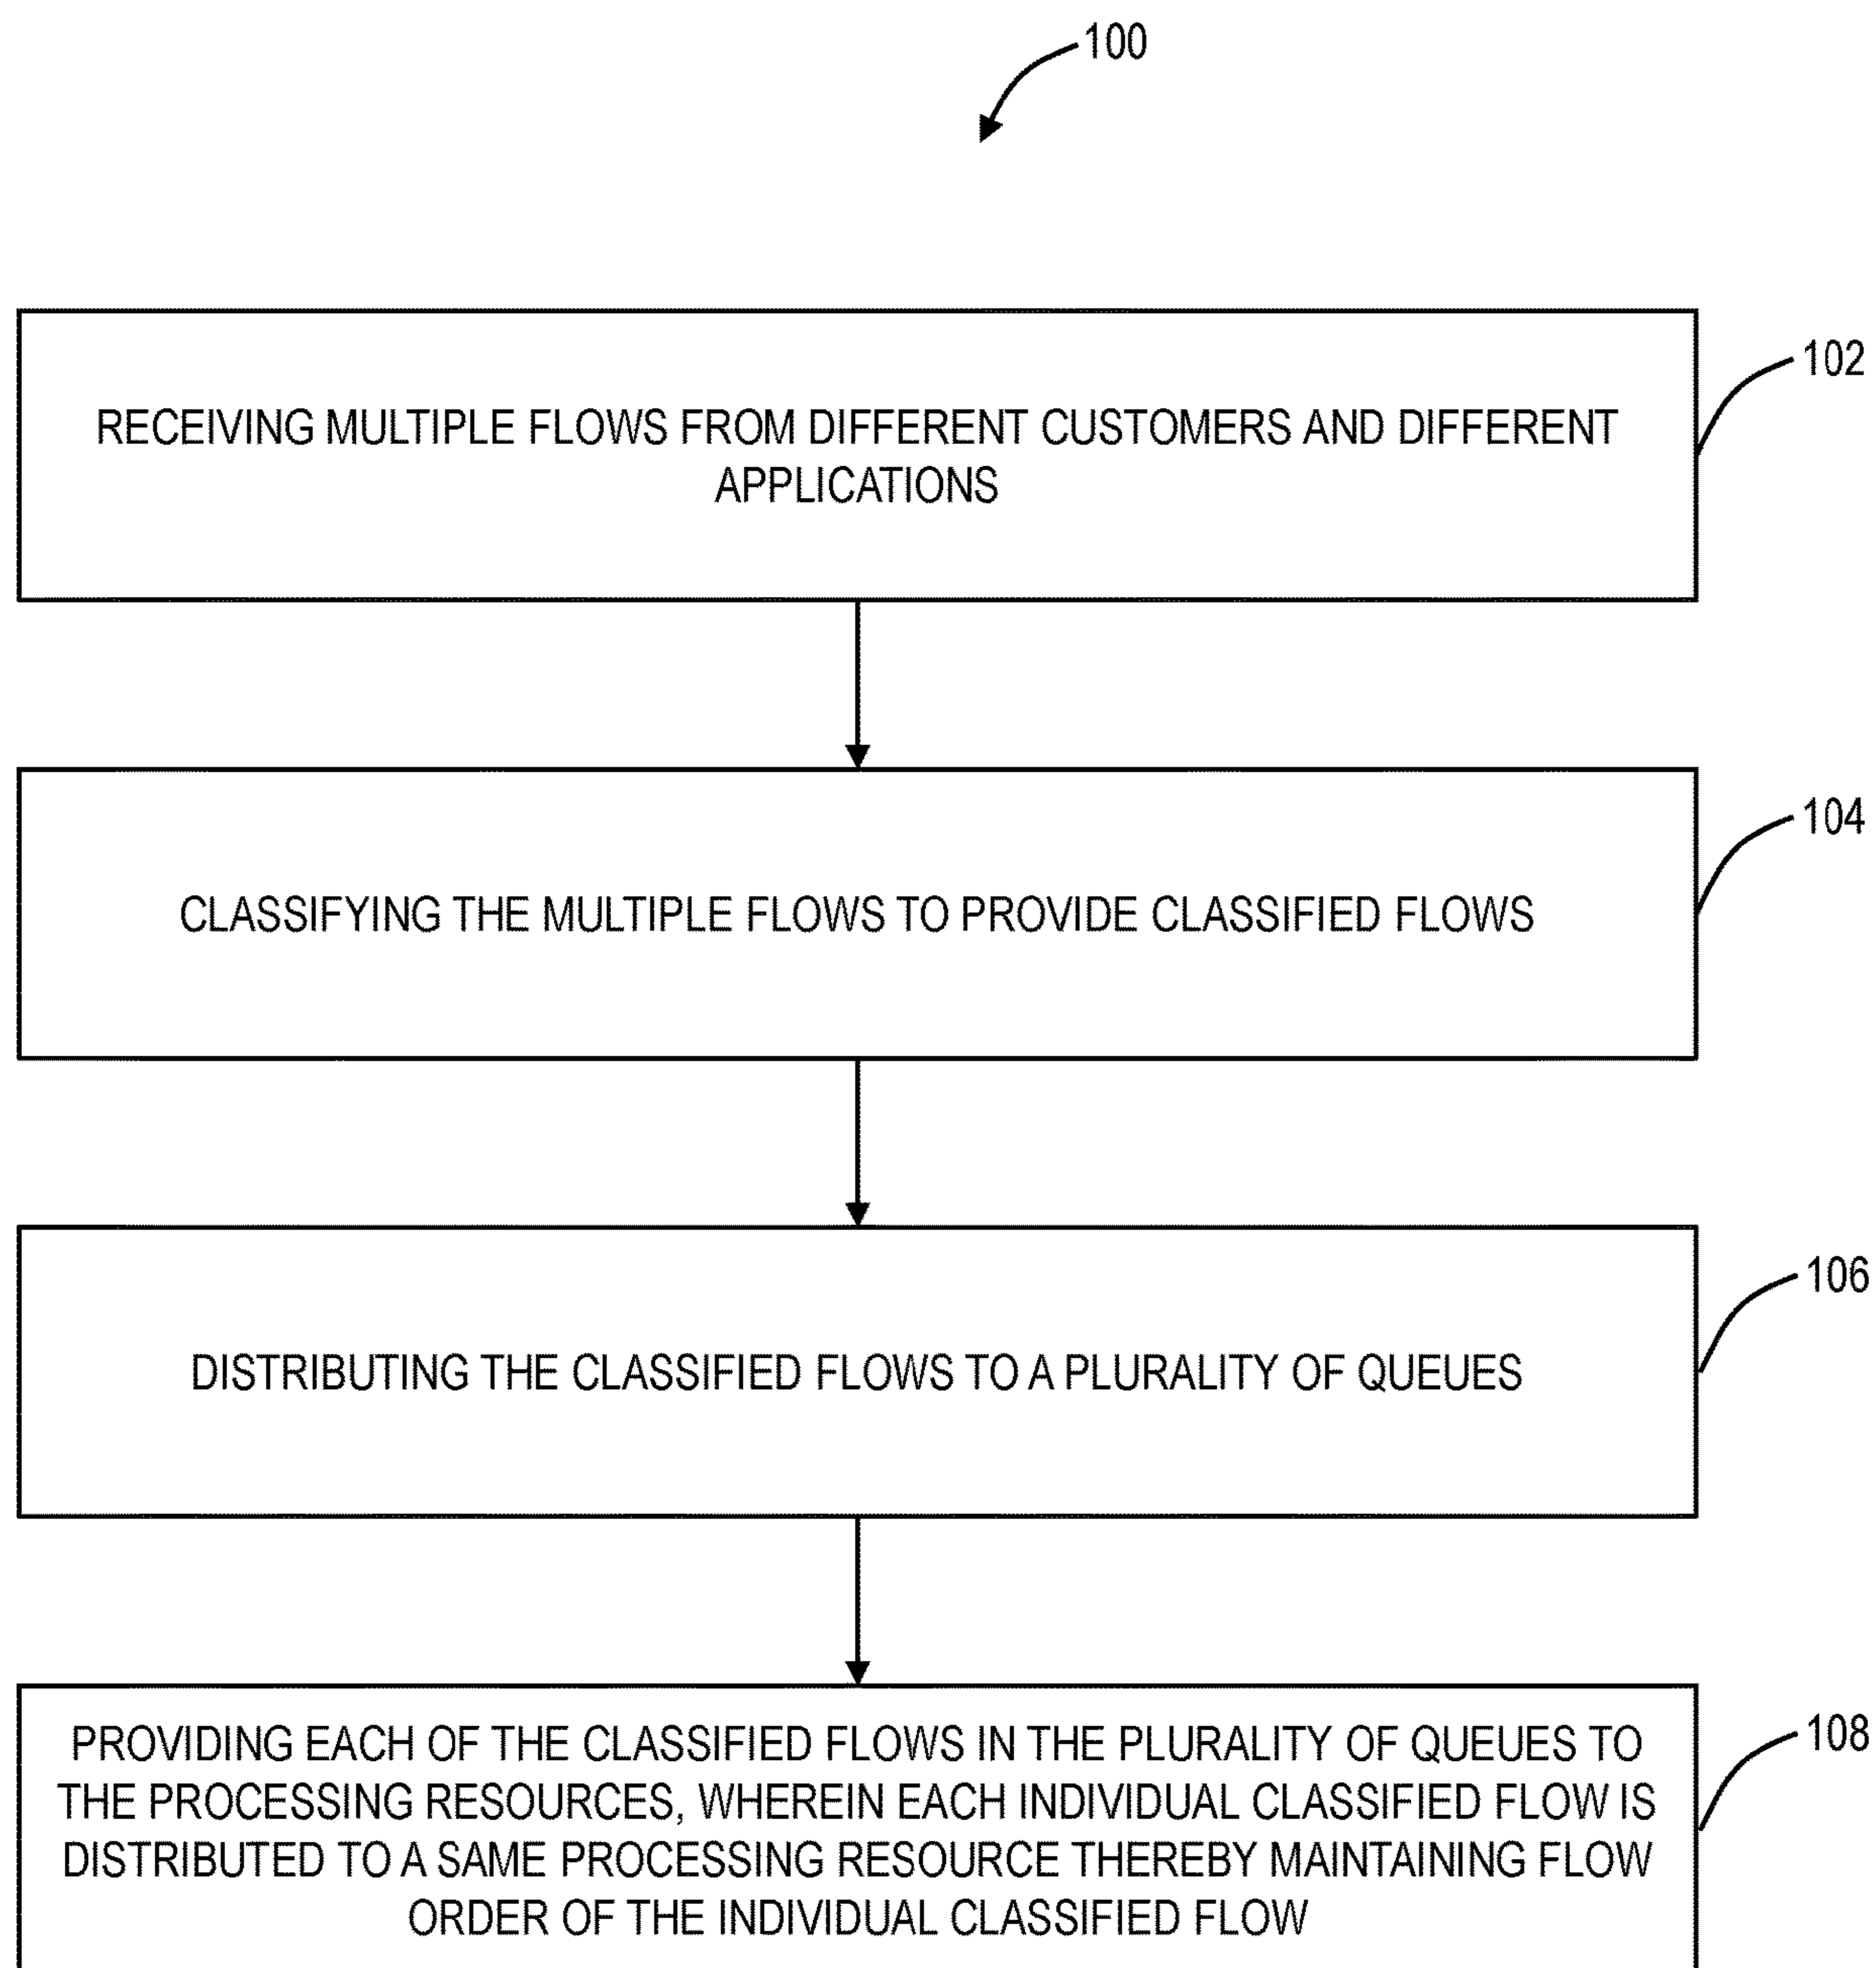 100
102
RECEIVING MULTIPLE FLOWS FROM DIFFERENT CUSTOMERS AND DIFFERENT
APPLICATIONS
104
CLASSIFYING THE MULTIPLE FLOWS TO PROVIDE CLASSIFIED FLOWS
106
DISTRIBUTING THE CLASSIFIED FLOWS TO A PLURALITY OF QUEUES
108
PROVIDING EACH OF THE CLASSIFIED FLOWS IN THE PLURALITY OF QUEUES TO
THE PROCESSING RESOURCES, WHEREIN EACH INDIVIDUAL CLASSIFIED FLOW IS
DISTRIBUTED TO A SAME PROCESSING RESOURCE THEREBY MAINTAINING FLOW
ORDER OF THE INDIVIDUAL CLASSIFIED FLOW